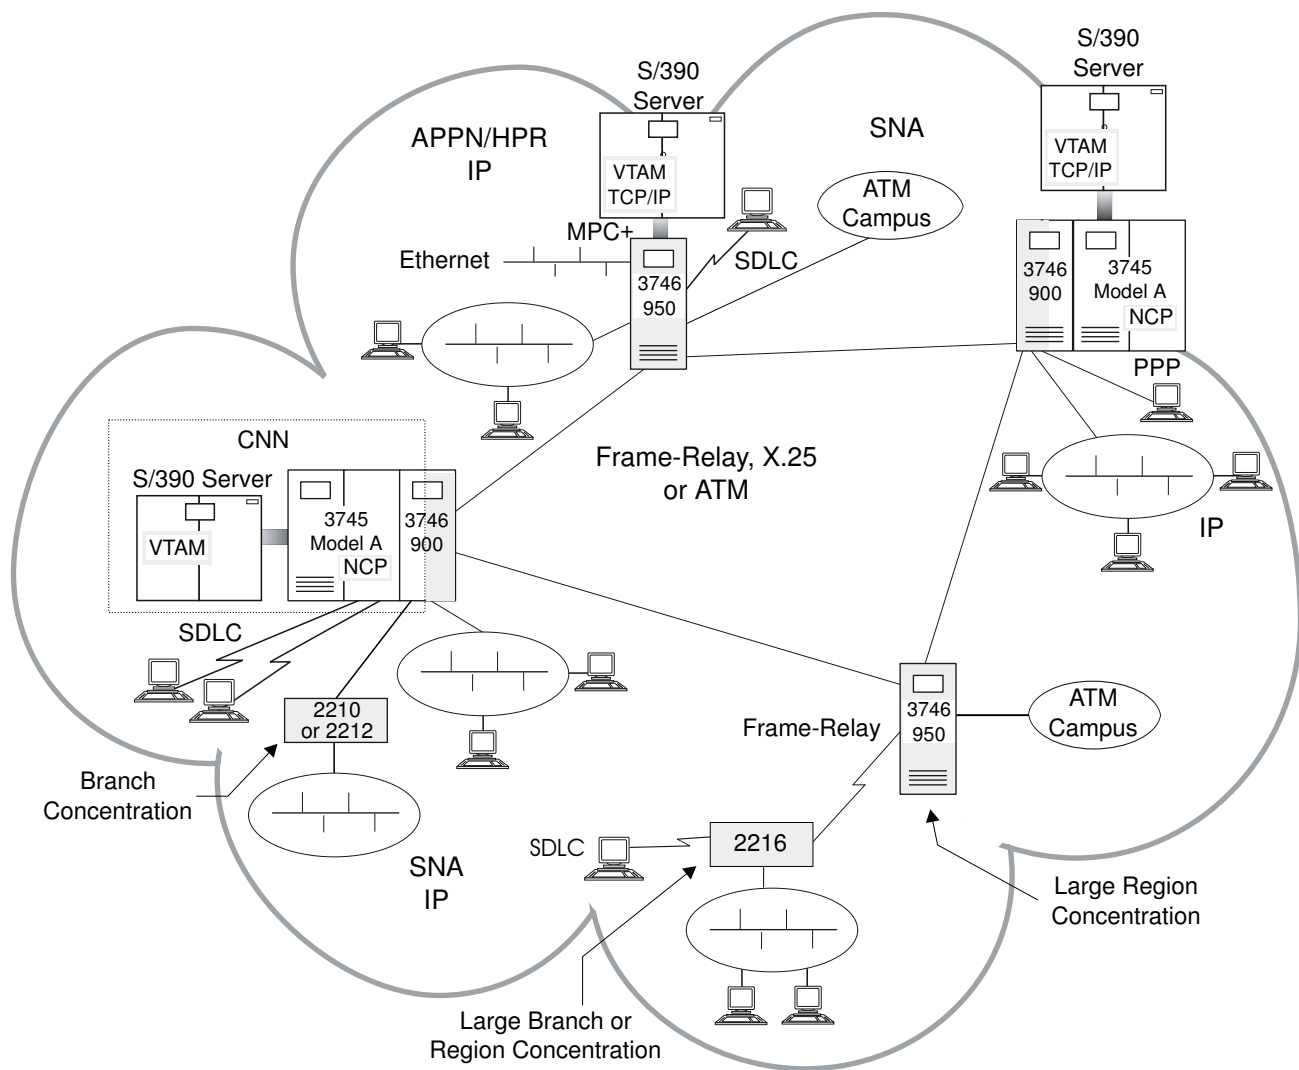 S/390
Server
S/390
Server
APPN/HPR
IP
SNA
VTAM
TCP/IP
VTAM
TCP/IP
ATM
Campus
MPC+
Ethernet
SDLC
3746
950
3746
900
3745
Model A
NCP
PPP
CNN
S/390 Server
Frame-Relay, X.25
or ATM
VTAM
3745
Model A
NCP
3746
900
IP
SDLC
2210
or 2212
Frame-Relay
3746
950
ATM
Campus
Branch
Concentration
SDLC
2216
SNA
IP
Large Region
Concentration
Large Branch or
Region Concentration